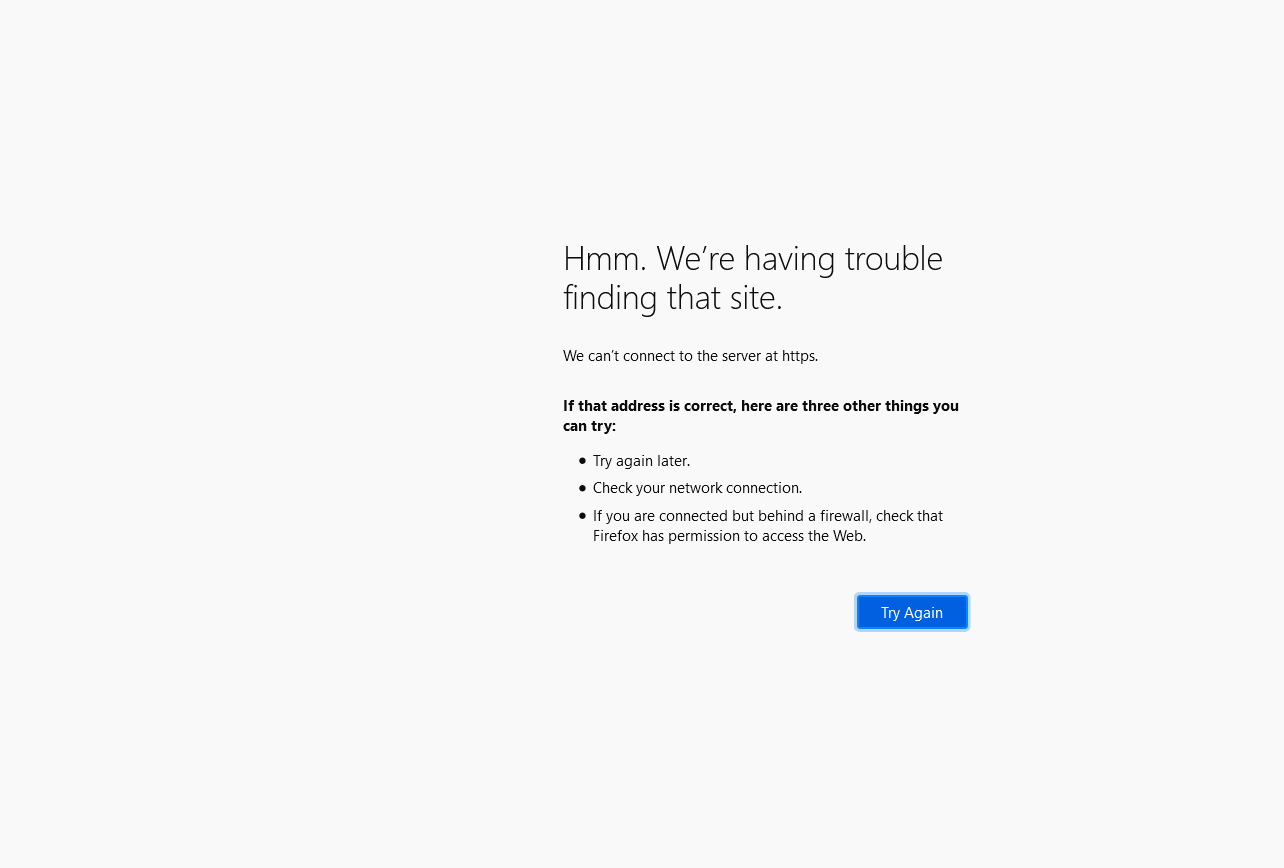 Hmm. We’re having trouble
finding that site.
We can’t connect to the server at https.
If that address is correct, here are three other things you
can try:
Try again later.
Check your network connection.
If you are connected but behind a firewall, check that
Firefox has permission to access the Web.
Try Again